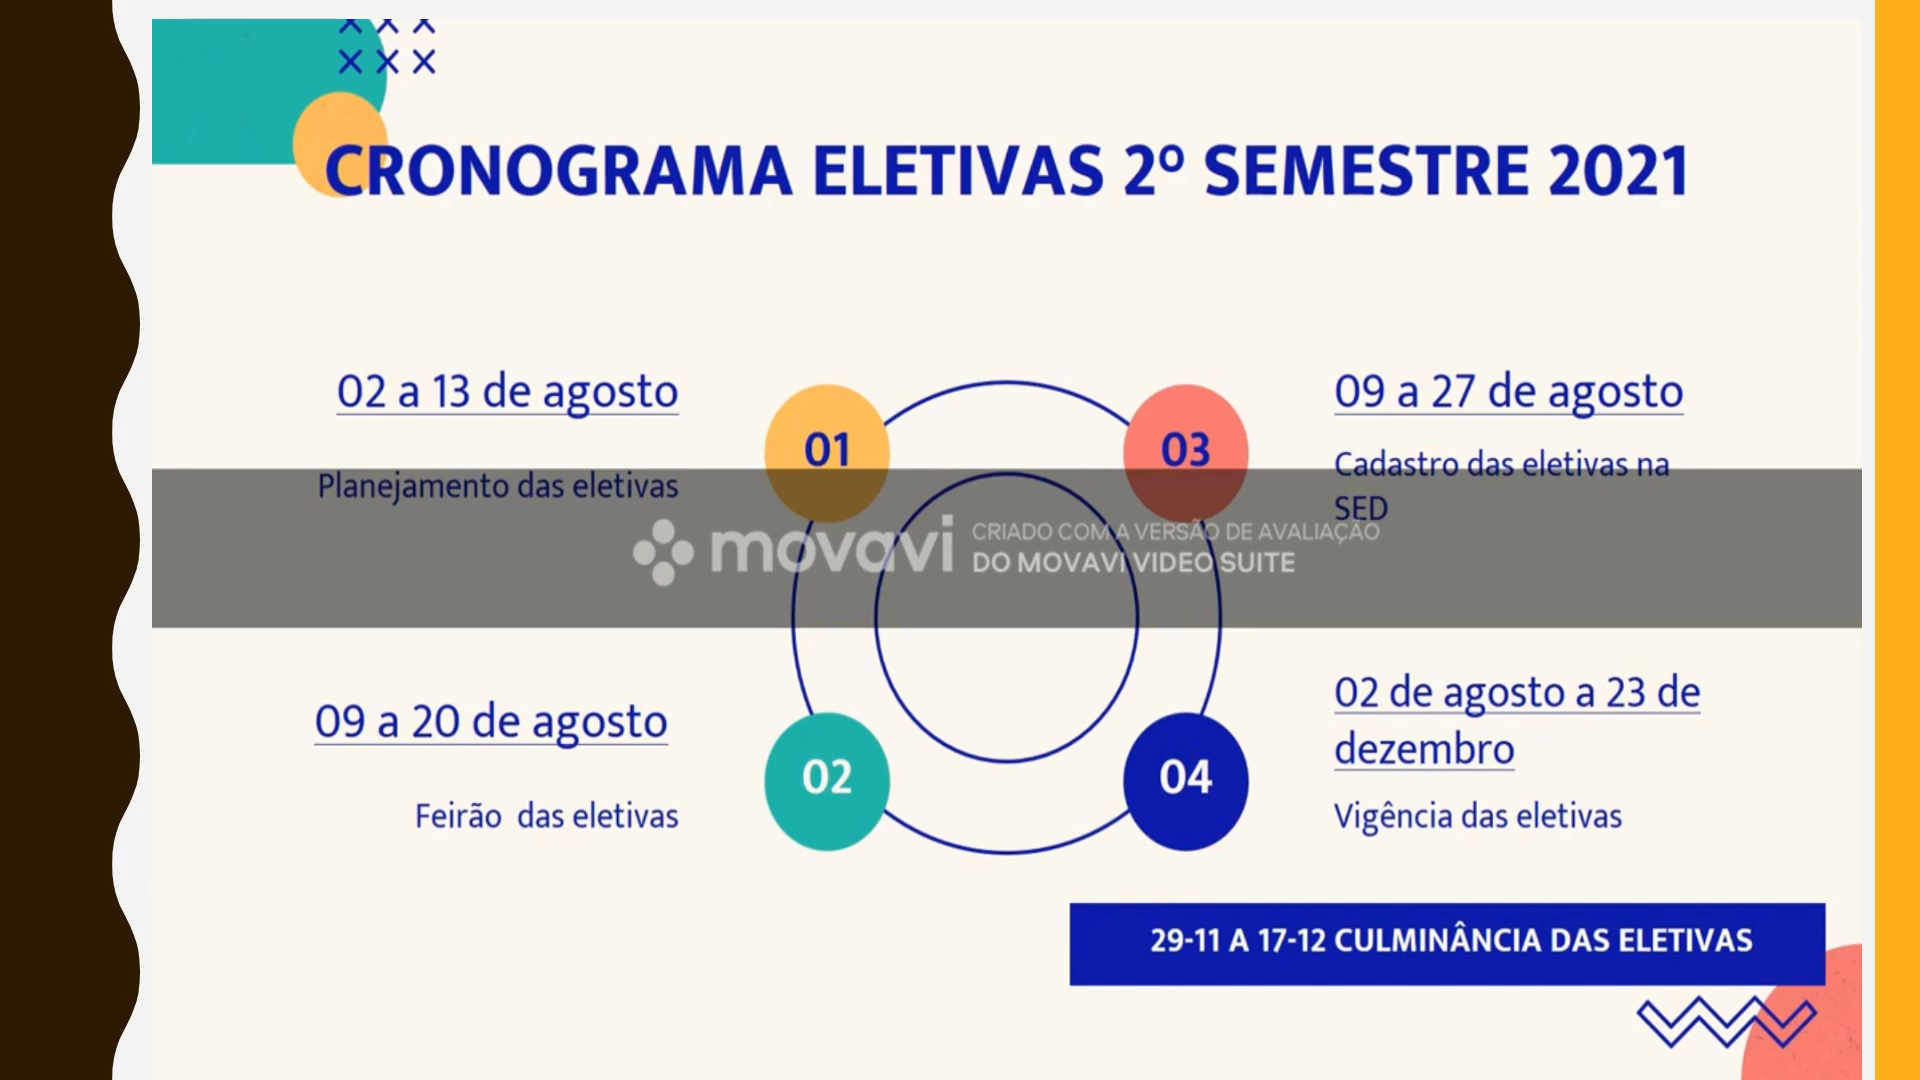 CRONOGRAMA ELETIVAS 2º SEMESTRE 2021
02 a 13 de agosto
Planejamento das eletivas
01
03
09 a 27 de agosto
Cadastro das eletivas na
SED
movavi
CRIADO COM A VERSÃO DE AVALIAÇÃO
DO MOVAVI VIDEO SUITE
09 a 20 de agosto
Feirão das eletivas
02
04
02 de agosto a 23 de
dezembro
Vigência das eletivas
29-11 A 17-12 CULMINÂNCIA DAS ELETIVAS